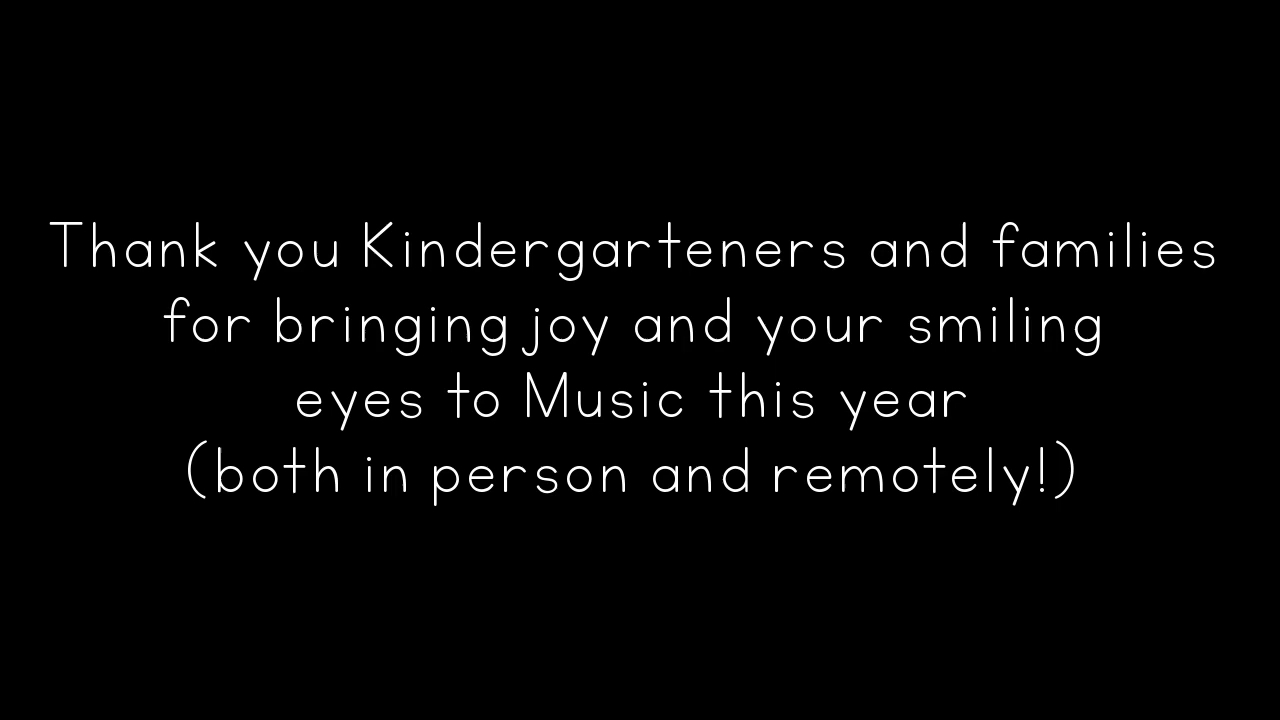 Thank you Kindergarteners and families
for bringing joy and your smiling
eyes to Music this year
(both in person and remotely!)